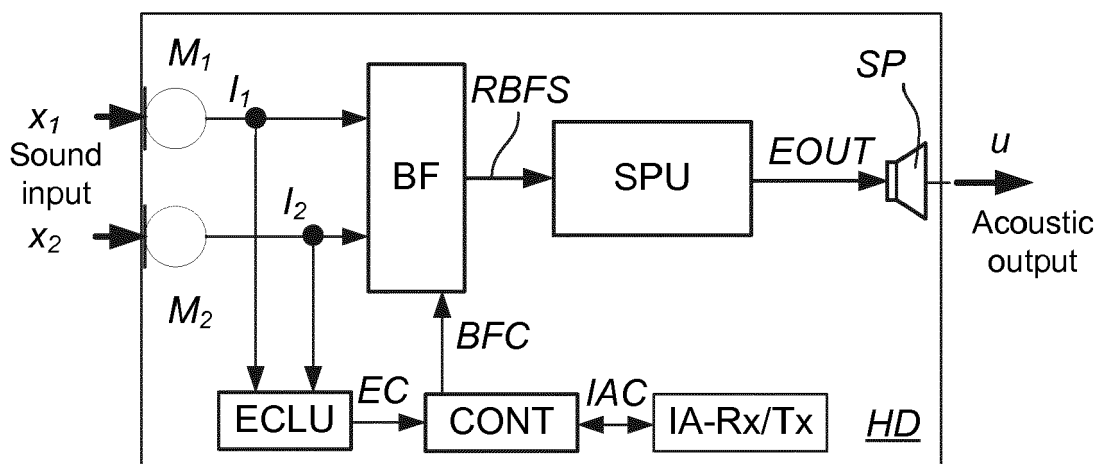 M1
I1
x1
Sound
input
x2
M2
I2
BF
RBFS
SPU
EOUT
SP
u
Acoustic
output
BFC
ECLU
EC
CONT
IAC
IA-Rx/Tx
HD